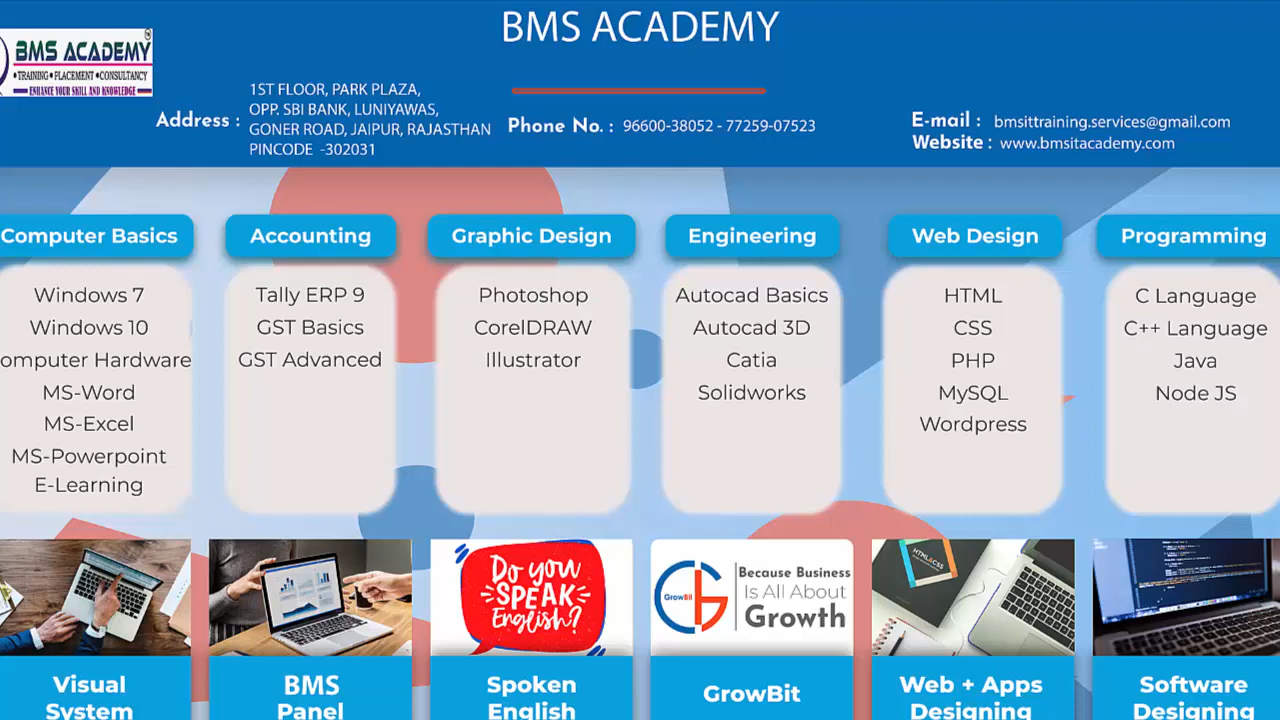 BMS ACADEMY
BMS ACADEMY
TM
•TRAINING•PLACEMENT•CONSULTANCY
ENHANCE YOUR SKILL AND KNOWLEDGE
Address :
1ST FLOOR, PARK PLAZA,
OPP. SBI BANK, LUNIYAWAS,
GONER ROAD, JAIPUR, RAJASTHAN
PINCODE -302031
Phone No. : 96600-38052 - 77259-07523
E-mail : bmsittraining.services@gmail.com
Website : www.bmsitacademy.com
Computer Basics
Windows 7
Windows 10
omputer Hardware
MS-Word
MS-Excel
MS-Powerpoint
E-Learning
Accounting
Tally ERP 9
GST Basics
GST Advanced
Graphic Design
Photoshop
CorelDRAW
Illustrator
Engineering
Autocad Basics
Autocad 3D
Catia
Solidworks
Web Design
HTML
CSS
PHP
MySQL
Wordpress
Programming
C Language
C++ Language
Java
Node JS
Do you
SPEAK
English?
GrowBit
Because Business
Is All About
Growth
HTML&CSS
Visual
System
BMS
Panel
Spoken
English
GrowBit
Web + Apps
Designing
Software
Designing